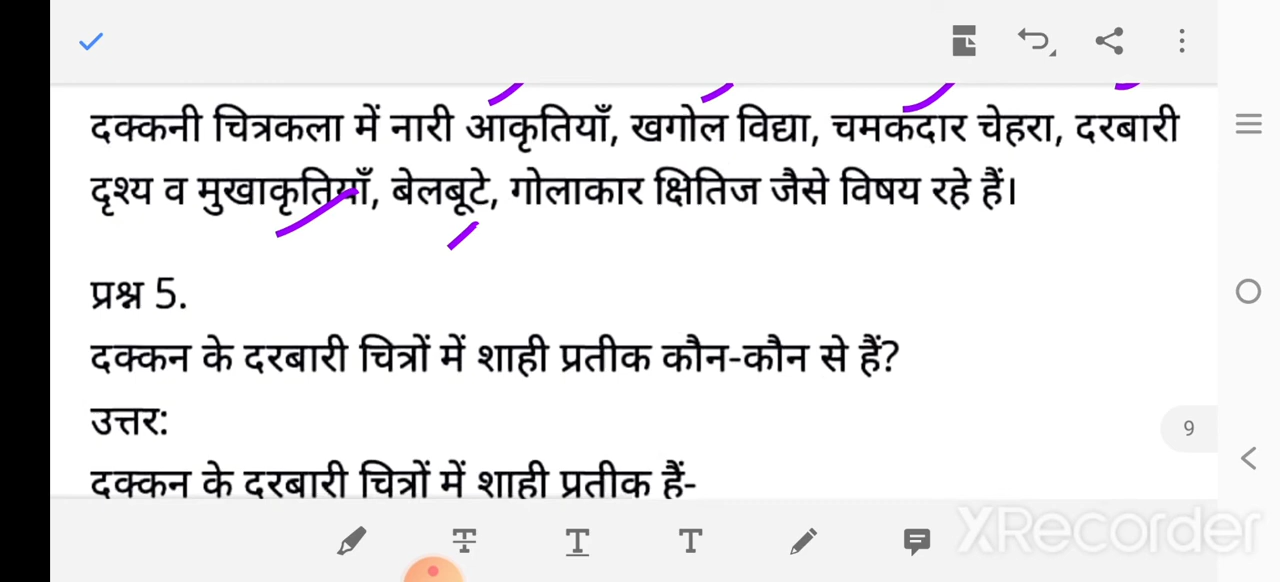 दक्कनी चित्रकला में नारी आकृतियाँ, खगोल विद्या, चमकदार चेहरा, दरबारी
दृश्य व मुखाकृतियाँ, बेलबूटे, गोलाकार क्षितिज जैसे विषय रहे हैं।
प्रश्न 5.
दक्कन के दरबारी चित्रों में शाही प्रतीक कौन-कौन से हैं?
उत्तर:
9
दक्कन के दरबारी चित्रों में शाही प्रतीक हैं-
T T T
XRecorder